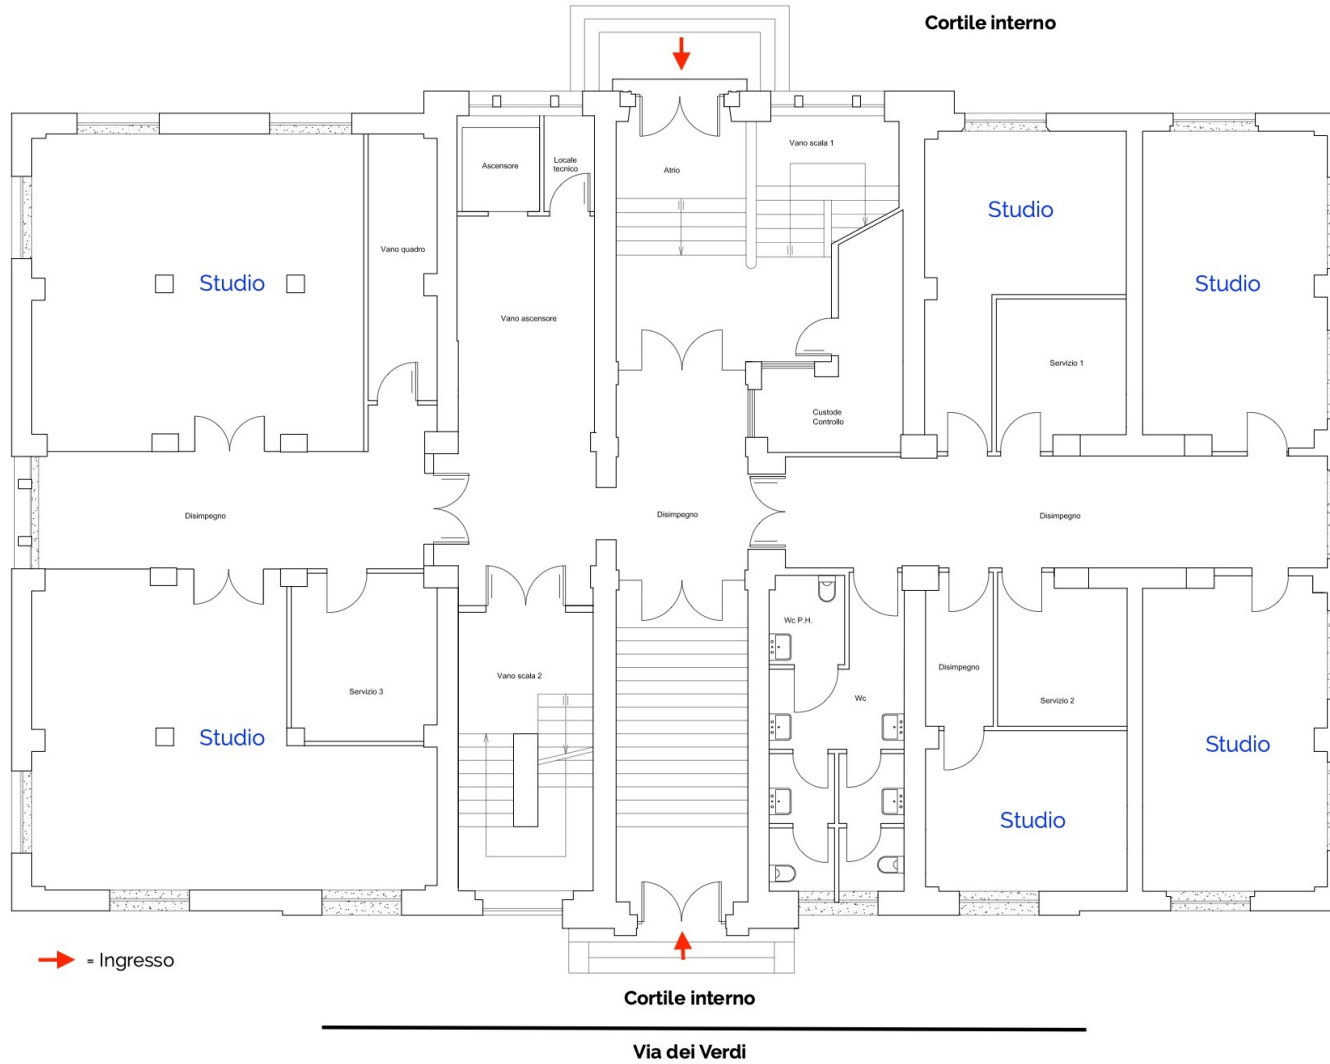 Cortile interno
Vano scala 1
Ascensore
Locale
tecnico
Atrio
Studio
Vano quadro
Studio
Studio
Vano ascensore
Servizio 1
Custode
Controllo
Disimpegno
Disimpegno
Disimpegno
Wc P.H.
Servizio 3
Vano scala 2
Wc
Disimpegno
Servizio 2
Studio
Studio
Studio
= Ingresso
Cortile interno
Via dei Verdi